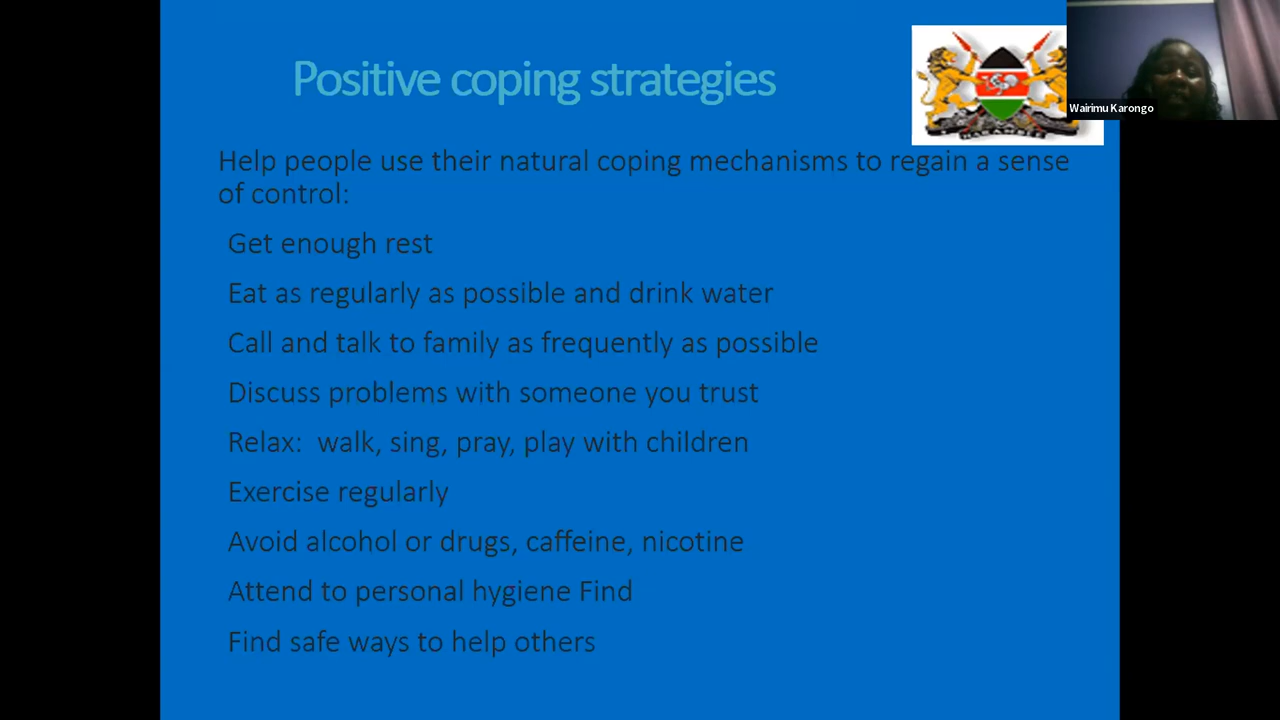 Positive coping strategies
Wairimu Karongo
Help people use their natural coping mechanisms to regain a sense
of control:
Get enough rest
Eat as regularly as possible and drink water
Call and talk to family as frequently as possible
Discuss problems with someone you trust
Relax:  walk, sing, pray, play with children
Exercise regularly
Avoid alcohol or drugs, caffeine, nicotine
Attend to personal hygiene Find
Find safe ways to help others